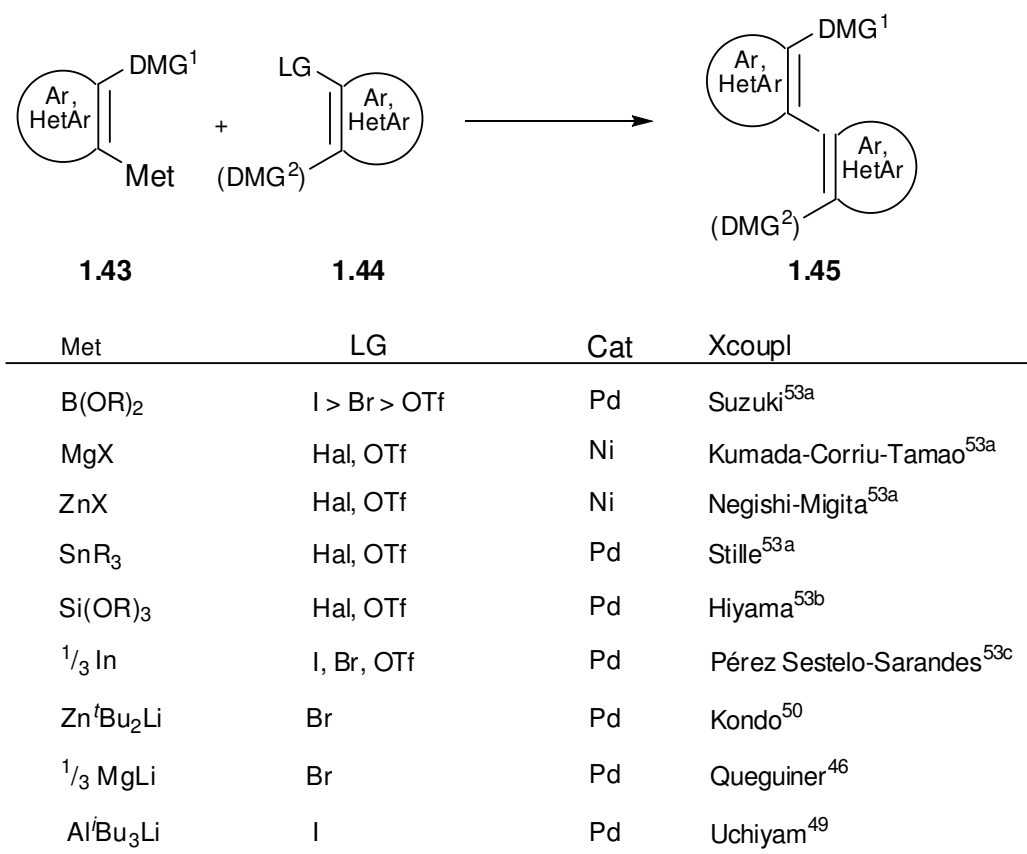 DMG¹
Ar,
HetAr
Met
+
LG
Ar,
HetAr
(DMG²)
DMG¹
Ar,
HetAr
Ar,
HetAr
(DMG²)
1.43 1.44 1.45
Met LG Cat Xcoupl
B(OR)₂ I > Br > OTf Pd Suzuki⁵³ᵃ
MgX Hal, OTf Ni Kumada-Corriu-Tamao⁵³ᵃ
ZnX Hal, OTf Ni Negishi-Migita⁵³ᵃ
SnR₃ Hal, OTf Pd Stille⁵³ᵃ
Si(OR)₃ Hal, OTf Pd Hiyama⁵³ᵇ
¹/₃ In I, Br, OTf Pd Pérez Sestelo-Sarandes⁵³ᶜ
ZnᵗBu₂Li Br Pd Kondo⁵⁰
¹/₃ MgLi Br Pd Queguiner⁴⁶
AlⁱBu₃Li I Pd Uchiyam⁴⁹